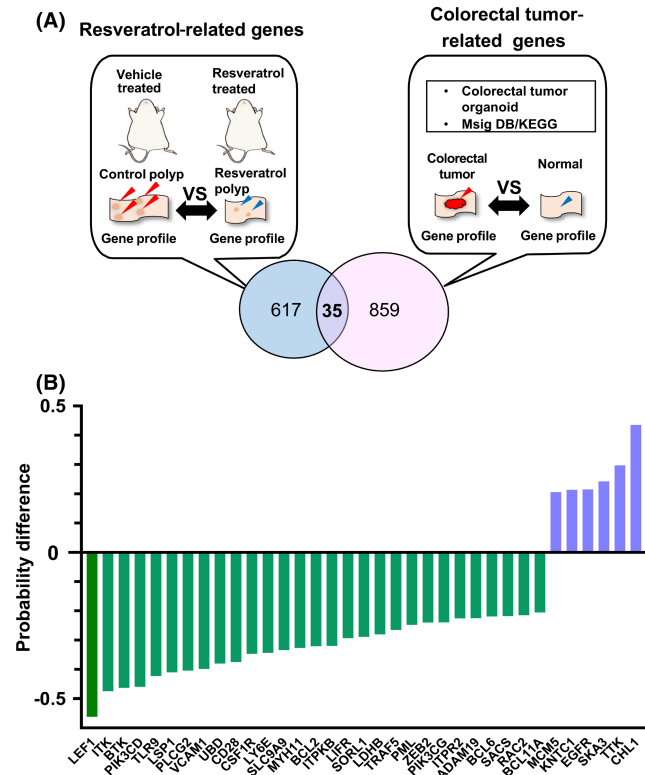 (A)
Resveratrol-related genes
Colorectal tumor-
related genes
Vehicle
treated
Resveratrol
treated
Control polyp
VS
Resveratrol
polyp
Gene profile
Gene profile
• Colorectal tumor
organoid
• Msig DB/KEGG
Colorectal
tumor
VS
Normal
Gene profile
Gene profile
617
35
859
(B)
Probability difference
0.5
0
-0.5
LEF1
ITK
BTK
PIK3CD
TLR9
LSP1
PLCG2
VCAM1
UBD
CD28
CSF1R
LY6E
SLC9A9
MYH11
BCL2
ITPKB
LIFR
SORL1
LDHB
TRAF5
PML
ZEB2
PIK3CG
ITPR2
ADAM19
BCL6
SACS
RAC2
BCL11A
MCM5
KNTC1
EGFR
SKA3
TTK
CHL1